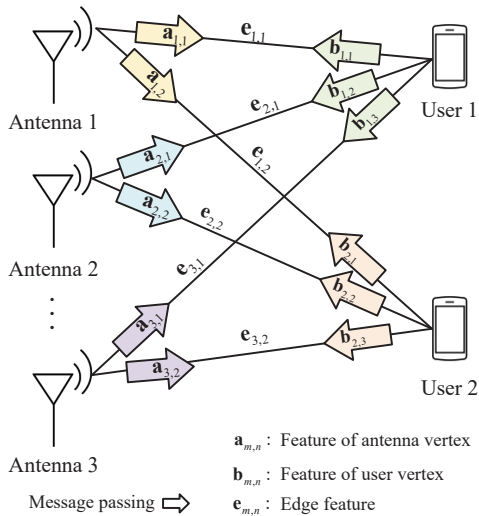 a1,1
e1,1
b1,1
a1,2
b1,2
User 1
Antenna 1
e2,1
b1,3
a2,1
e1,2
a2,2
e2,2
b2,1
Antenna 2
e3,1
b2,2
⋮
a3,1
e3,2
b2,3
a3,2
User 2
am,n : Feature of antenna vertex
Antenna 3
bm,n : Feature of user vertex
Message passing
em,n : Edge feature